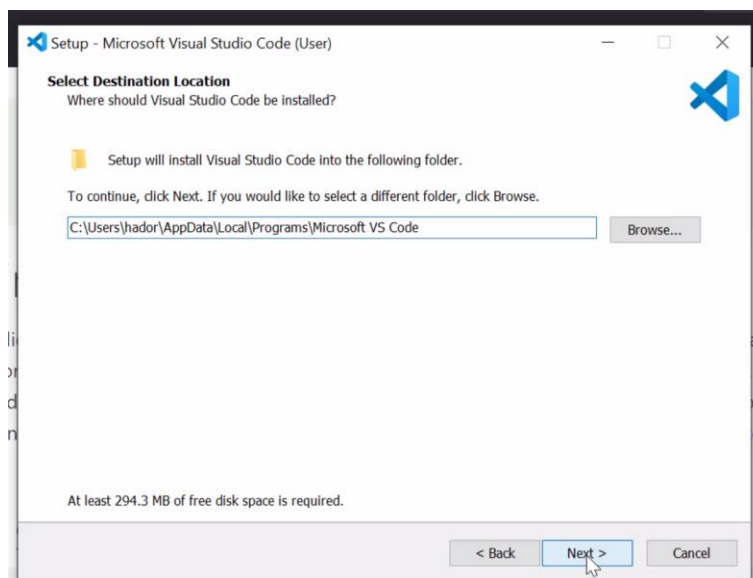 Setup - Microsoft Visual Studio Code (User)
Select Destination Location
Where should Visual Studio Code be installed?
Setup will install Visual Studio Code into the following folder.
To continue, click Next. If you would like to select a different folder, click Browse.
C:\Users\hador\AppData\Local\Programs\Microsoft VS Code
Browse...
At least 294.3 MB of free disk space is required.
< Back
Next >
Cancel